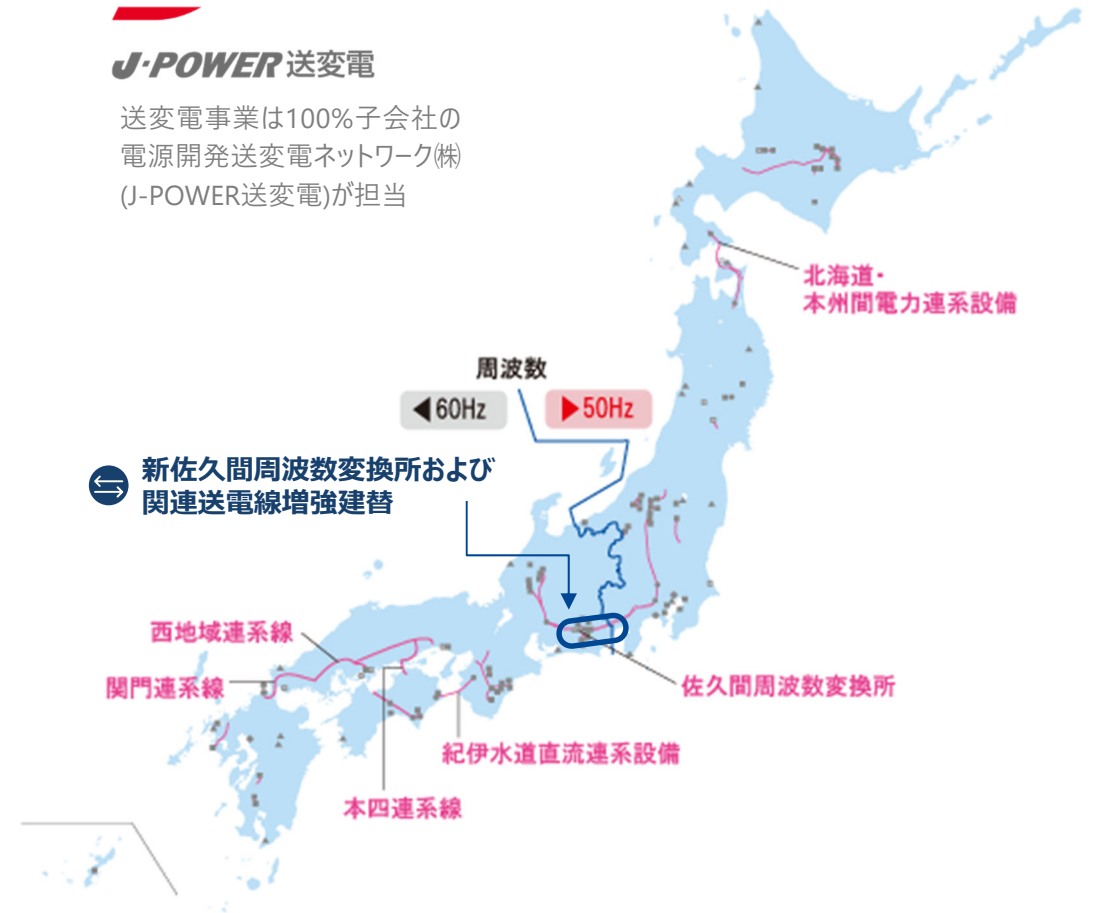 J-POWER 送変電
送変電事業は100%子会社の
電源開発送変電ネットワーク㈱
(J-POWER送変電)が担当
北海道・
本州間電力連系設備
周波数
◀60Hz ▶50Hz
新佐久間周波数変換所および
関連送電線増強建替
西地域連系線
関門連系線
佐久間周波数変換所
紀伊水道直流連系設備
本四連系線